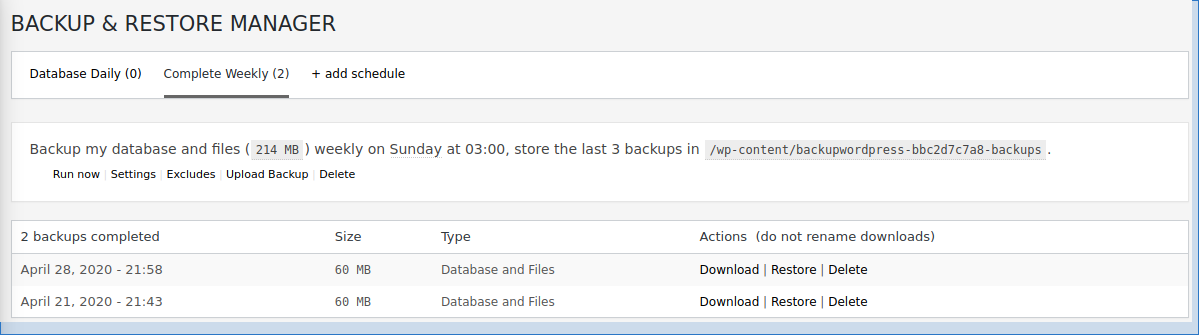 BACKUP & RESTORE MANAGER
Database Daily (0) Complete Weekly (2) + add schedule
Backup my database and files ( 214 MB ) weekly on Sunday at 03:00, store the last 3 backups in /wp-content/backupwordpress-bbc2d7c7a8-backups .
Run now | Settings | Excludes | Upload Backup | Delete
2 backups completed Size Type Actions (do not rename downloads)
April 28, 2020 - 21:58 60 MB Database and Files Download | Restore | Delete
April 21, 2020 - 21:43 60 MB Database and Files Download | Restore | Delete